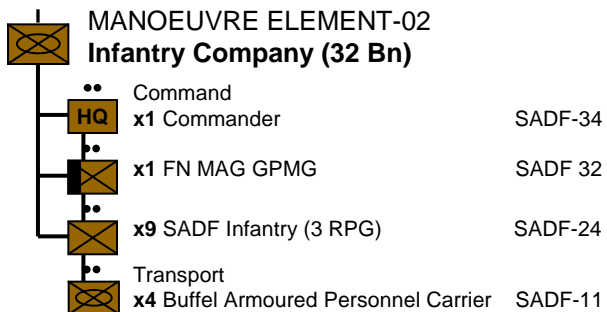 MANOEUVRE ELEMENT-02
Infantry Company (32 Bn)
Command
HQ x1 Commander SADF-34
x1 FN MAG GPMG SADF 32
x9 SADF Infantry (3 RPG) SADF-24
Transport
x4 Buffel Armoured Personnel Carrier SADF-11